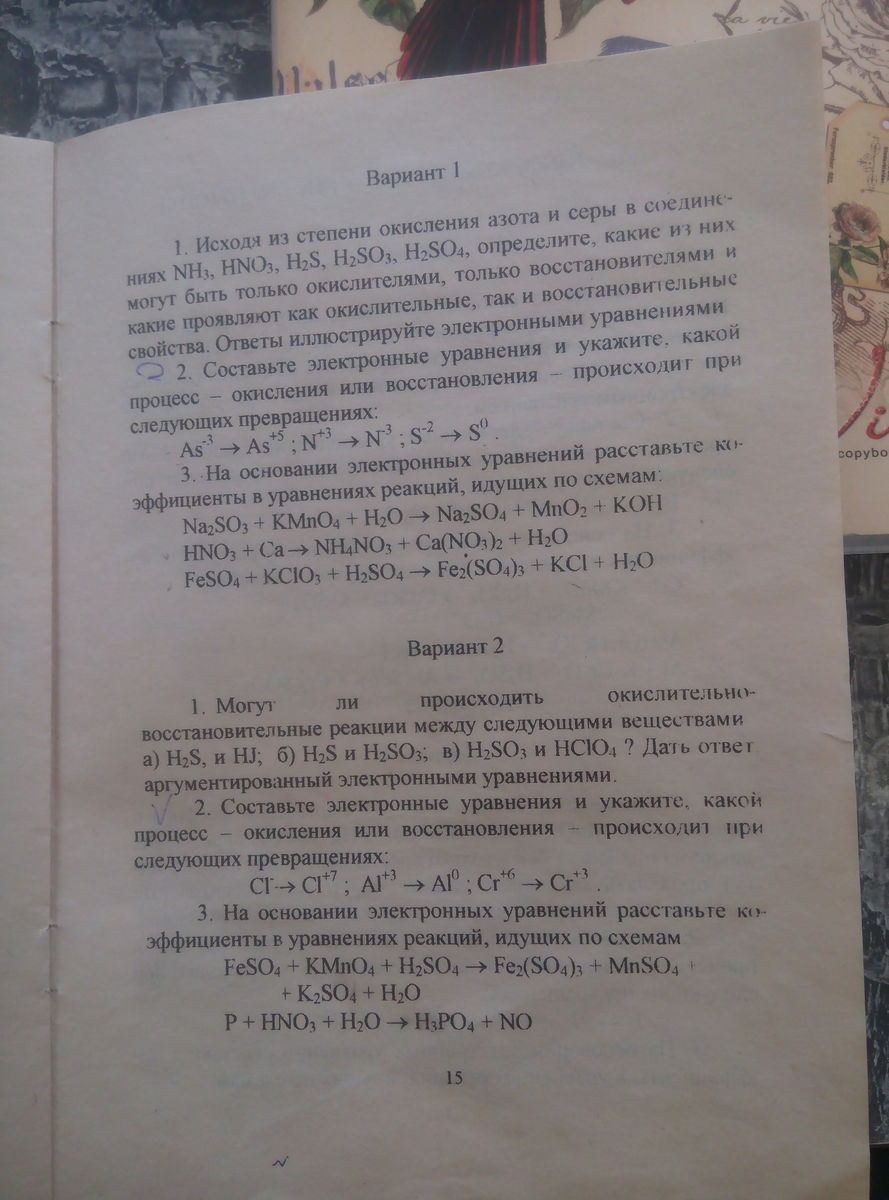 La vie
Вариант 1
1. Исходя из степени окисления азота и серы в соедине-
ниях NH₃, HNO₃, H₂S, H₂SO₃, H₂SO₄, определите, какие из них
могут быть только окислителями, только восстановителями и
какие проявляют как окислительные, так и восстановительные
свойства. Ответы иллюстрируйте электронными уравнениями
2. Составьте электронные уравнения и укажите, какой
процесс – окисления или восстановления – происходит при
следующих превращениях:
As⁻³ → As⁺⁵ ; N⁺³ → N⁻³ ; S⁻² → S⁰ .
3. На основании электронных уравнений расставьте ко-
эффициенты в уравнениях реакций, идущих по схемам:
Na₂SO₃ + KMnO₄ + H₂O → Na₂SO₄ + MnO₂ + KOH
HNO₃ + Ca → NH₄NO₃ + Ca(NO₃)₂ + H₂O
FeSO₄ + KClO₃ + H₂SO₄ → Fe₂(SO₄)₃ + KCl + H₂O
copybo
Вариант 2
1. Могут ли происходить окислительно-
восстановительные реакции между следующими веществами
а) H₂S, и HJ; б) H₂S и H₂SO₃; в) H₂SO₃ и HClO₄ ? Дать ответ
аргументированный электронными уравнениями.
2. Составьте электронные уравнения и укажите, какой
процесс – окисления или восстановления – происходит при
следующих превращениях:
Cl⁻ → Cl⁺⁷ ; Al⁺³ → Al⁰ ; Cr⁺⁶ → Cr⁺³ .
3. На основании электронных уравнений расставьте ко-
эффициенты в уравнениях реакций, идущих по схемам
FeSO₄ + KMnO₄ + H₂SO₄ → Fe₂(SO₄)₃ + MnSO₄ +
+ K₂SO₄ + H₂O
P + HNO₃ + H₂O → H₃PO₄ + NO
15